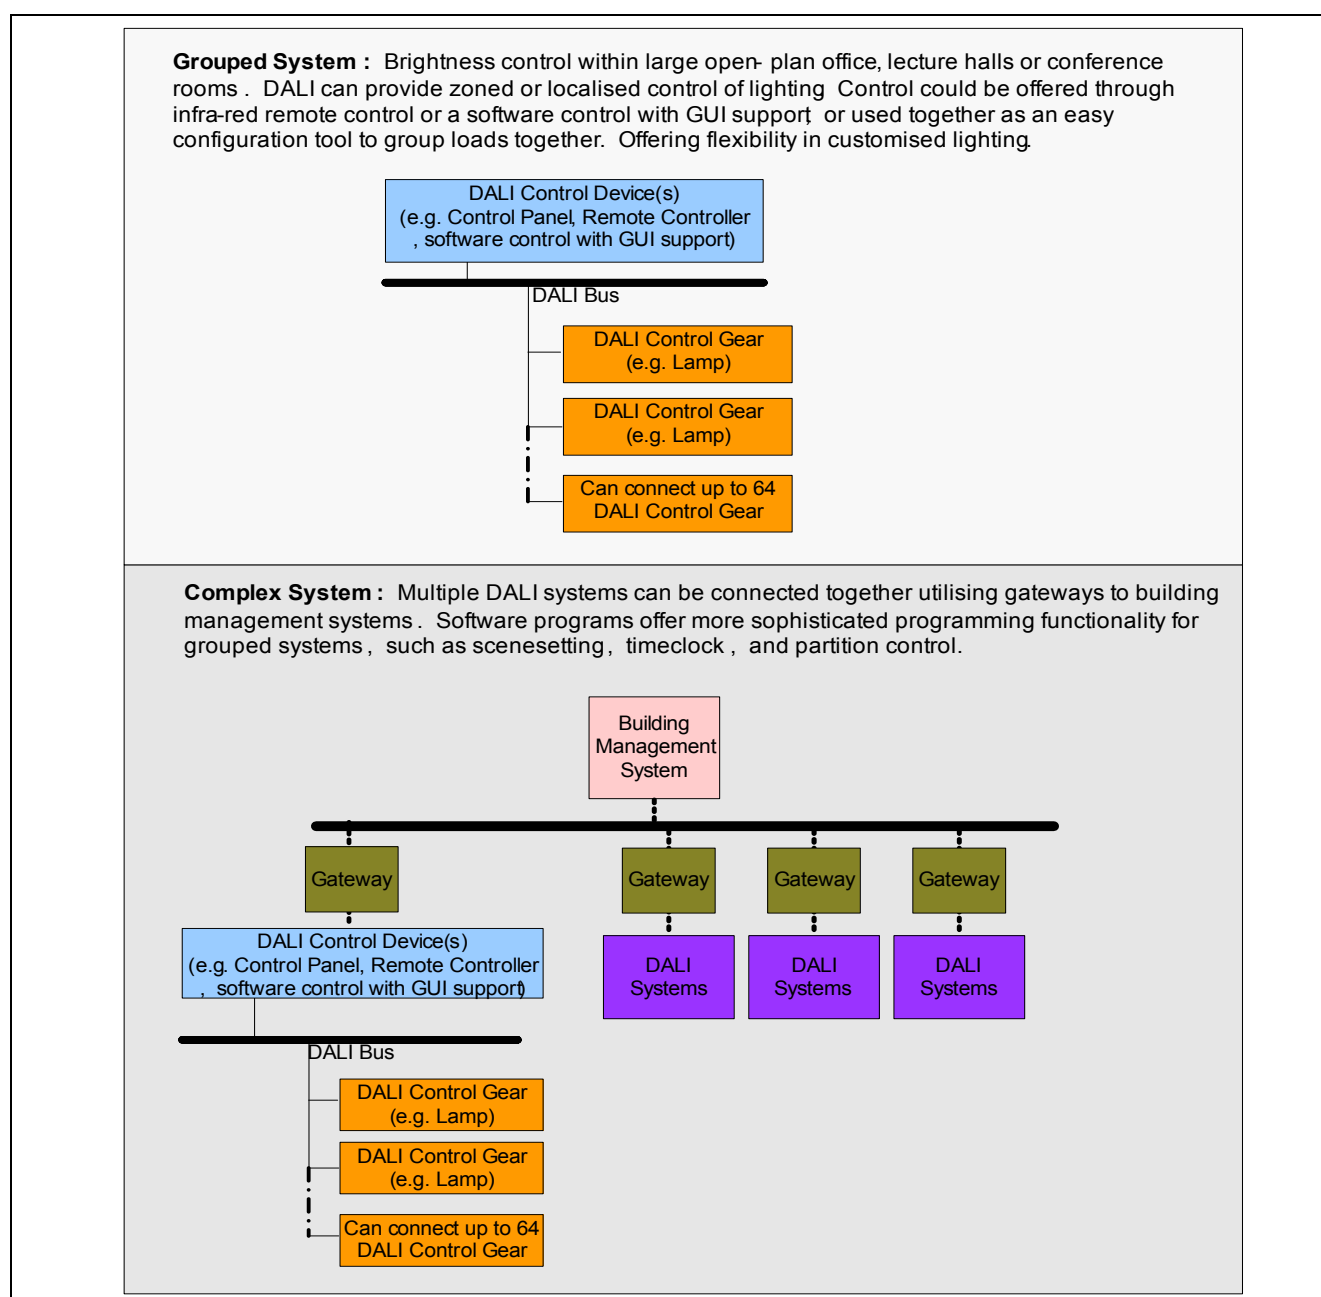 Grouped System : Brightness control within large open- plan office, lecture halls or conference
rooms . DALI can provide zoned or localised control of lighting Control could be offered through
infra-red remote control or a software control with GUI support, or used together as an easy
configuration tool to group loads together. Offering flexibility in customised lighting.
DALI Control Device(s)
(e.g. Control Panel, Remote Controller
, software control with GUI support)
DALI Bus
DALI Control Gear
(e.g. Lamp)
DALI Control Gear
(e.g. Lamp)
Can connect up to 64
DALI Control Gear
Complex System : Multiple DALI systems can be connected together utilising gateways to building
management systems . Software programs offer more sophisticated programming functionality for
grouped systems , such as scenesetting , timeclock , and partition control.
Building
Management
System
Gateway
Gateway
Gateway
Gateway
DALI Control Device(s)
(e.g. Control Panel, Remote Controller
, software control with GUI support)
DALI
Systems
DALI
Systems
DALI
Systems
DALI Bus
DALI Control Gear
(e.g. Lamp)
DALI Control Gear
(e.g. Lamp)
Can connect up to 64
DALI Control Gear